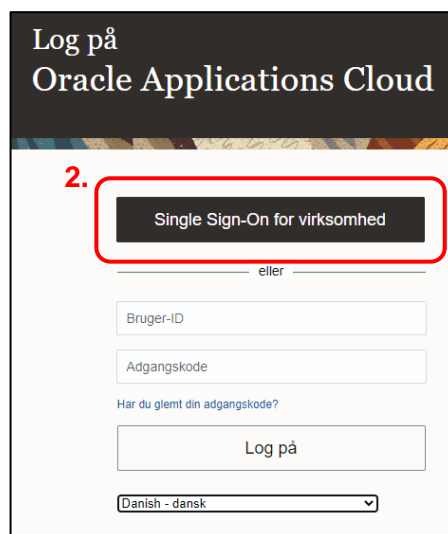 Log på
Oracle Applications Cloud
2.
Single Sign-On for virksomhed
eller
Bruger-ID
Adgangskode
Har du glemt din adgangskode?
Log på
Danish - dansk